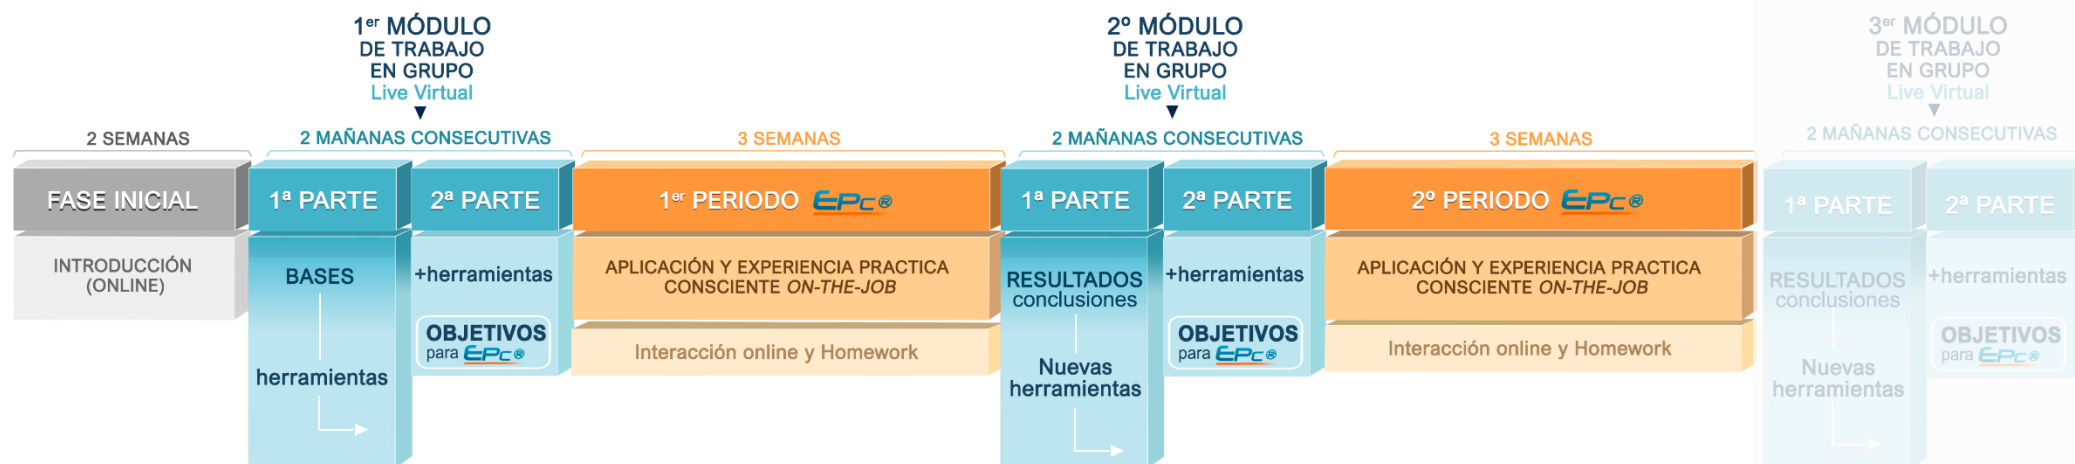 1er MÓDULO
DE TRABAJO
EN GRUPO
Live Virtual
2º MÓDULO
DE TRABAJO
EN GRUPO
Live Virtual
3er MÓDULO
DE TRABAJO
EN GRUPO
Live Virtual
2 SEMANAS
2 MAÑANAS CONSECUTIVAS
3 SEMANAS
2 MAÑANAS CONSECUTIVAS
3 SEMANAS
2 MAÑANAS CONSECUTIVAS
FASE INICIAL
1ª PARTE
2ª PARTE
1er PERIODO EPc®
1ª PARTE
2ª PARTE
2º PERIODO EPc®
1ª PARTE
2ª PARTE
INTRODUCCIÓN
(ONLINE)
BASES
herramientas
+herramientas
OBJETIVOS
para EPc®
APLICACIÓN Y EXPERIENCIA PRACTICA
CONSCIENTE ON-THE-JOB
Interacción online y Homework
RESULTADOS
conclusiones
Nuevas
herramientas
+herramientas
OBJETIVOS
para EPc®
APLICACIÓN Y EXPERIENCIA PRACTICA
CONSCIENTE ON-THE-JOB
Interacción online y Homework
RESULTADOS
conclusiones
Nuevas
herramientas
+herramientas
OBJETIVOS
para EPc®